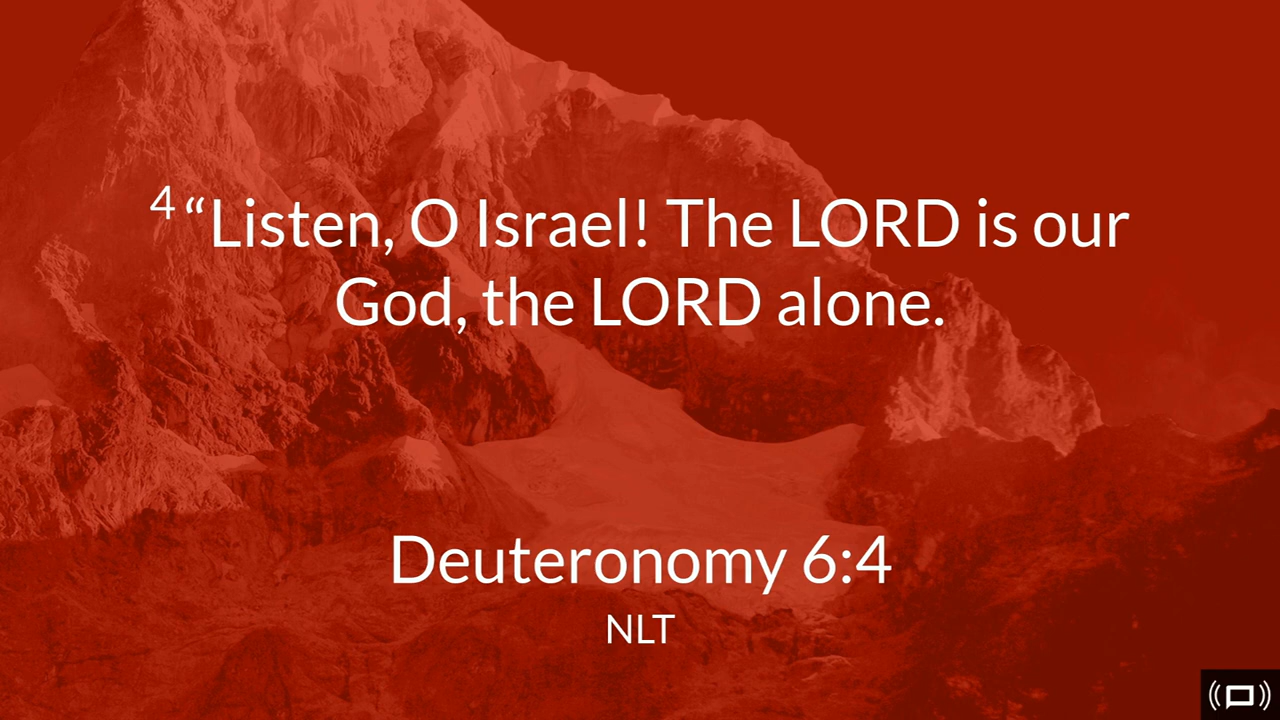 4 “Listen, O Israel! The LORD is our
God, the LORD alone.
Deuteronomy 6:4
NLT